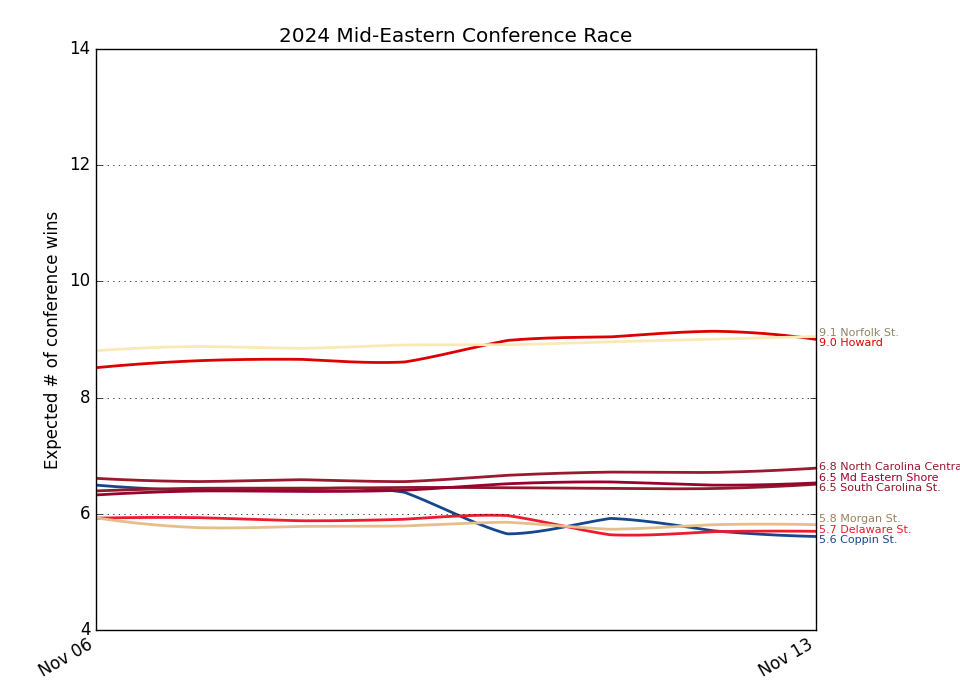 2024 Mid-Eastern Conference Race
Expected # of conference wins
14
12
10
8
6
4
Nov 06
Nov 13
9.1 Norfolk St.
9.0 Howard
6.8 North Carolina Centra
6.5 Md Eastern Shore
6.5 South Carolina St.
5.8 Morgan St.
5.7 Delaware St.
5.6 Coppin St.